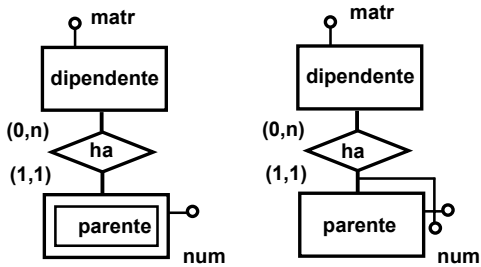 matr
dipendente
(0,n)
ha
(1,1)
parente
num
matr
dipendente
(0,n)
ha
(1,1)
parente
num